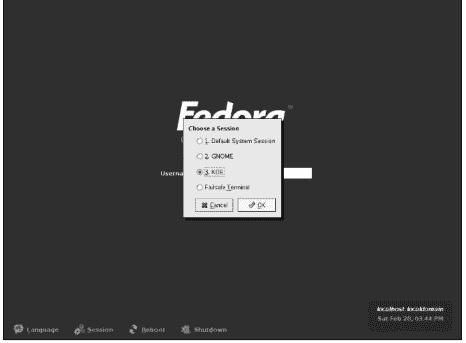 Fedora
Choose a Session
1. Default System Session
2. GNOME
Userna
3. KDE
Failsafe Terminal
Cancel
OK
localhost.localdomain
Sat Feb 28, 03:44 PM
Language
Session
Reboot
Shutdown